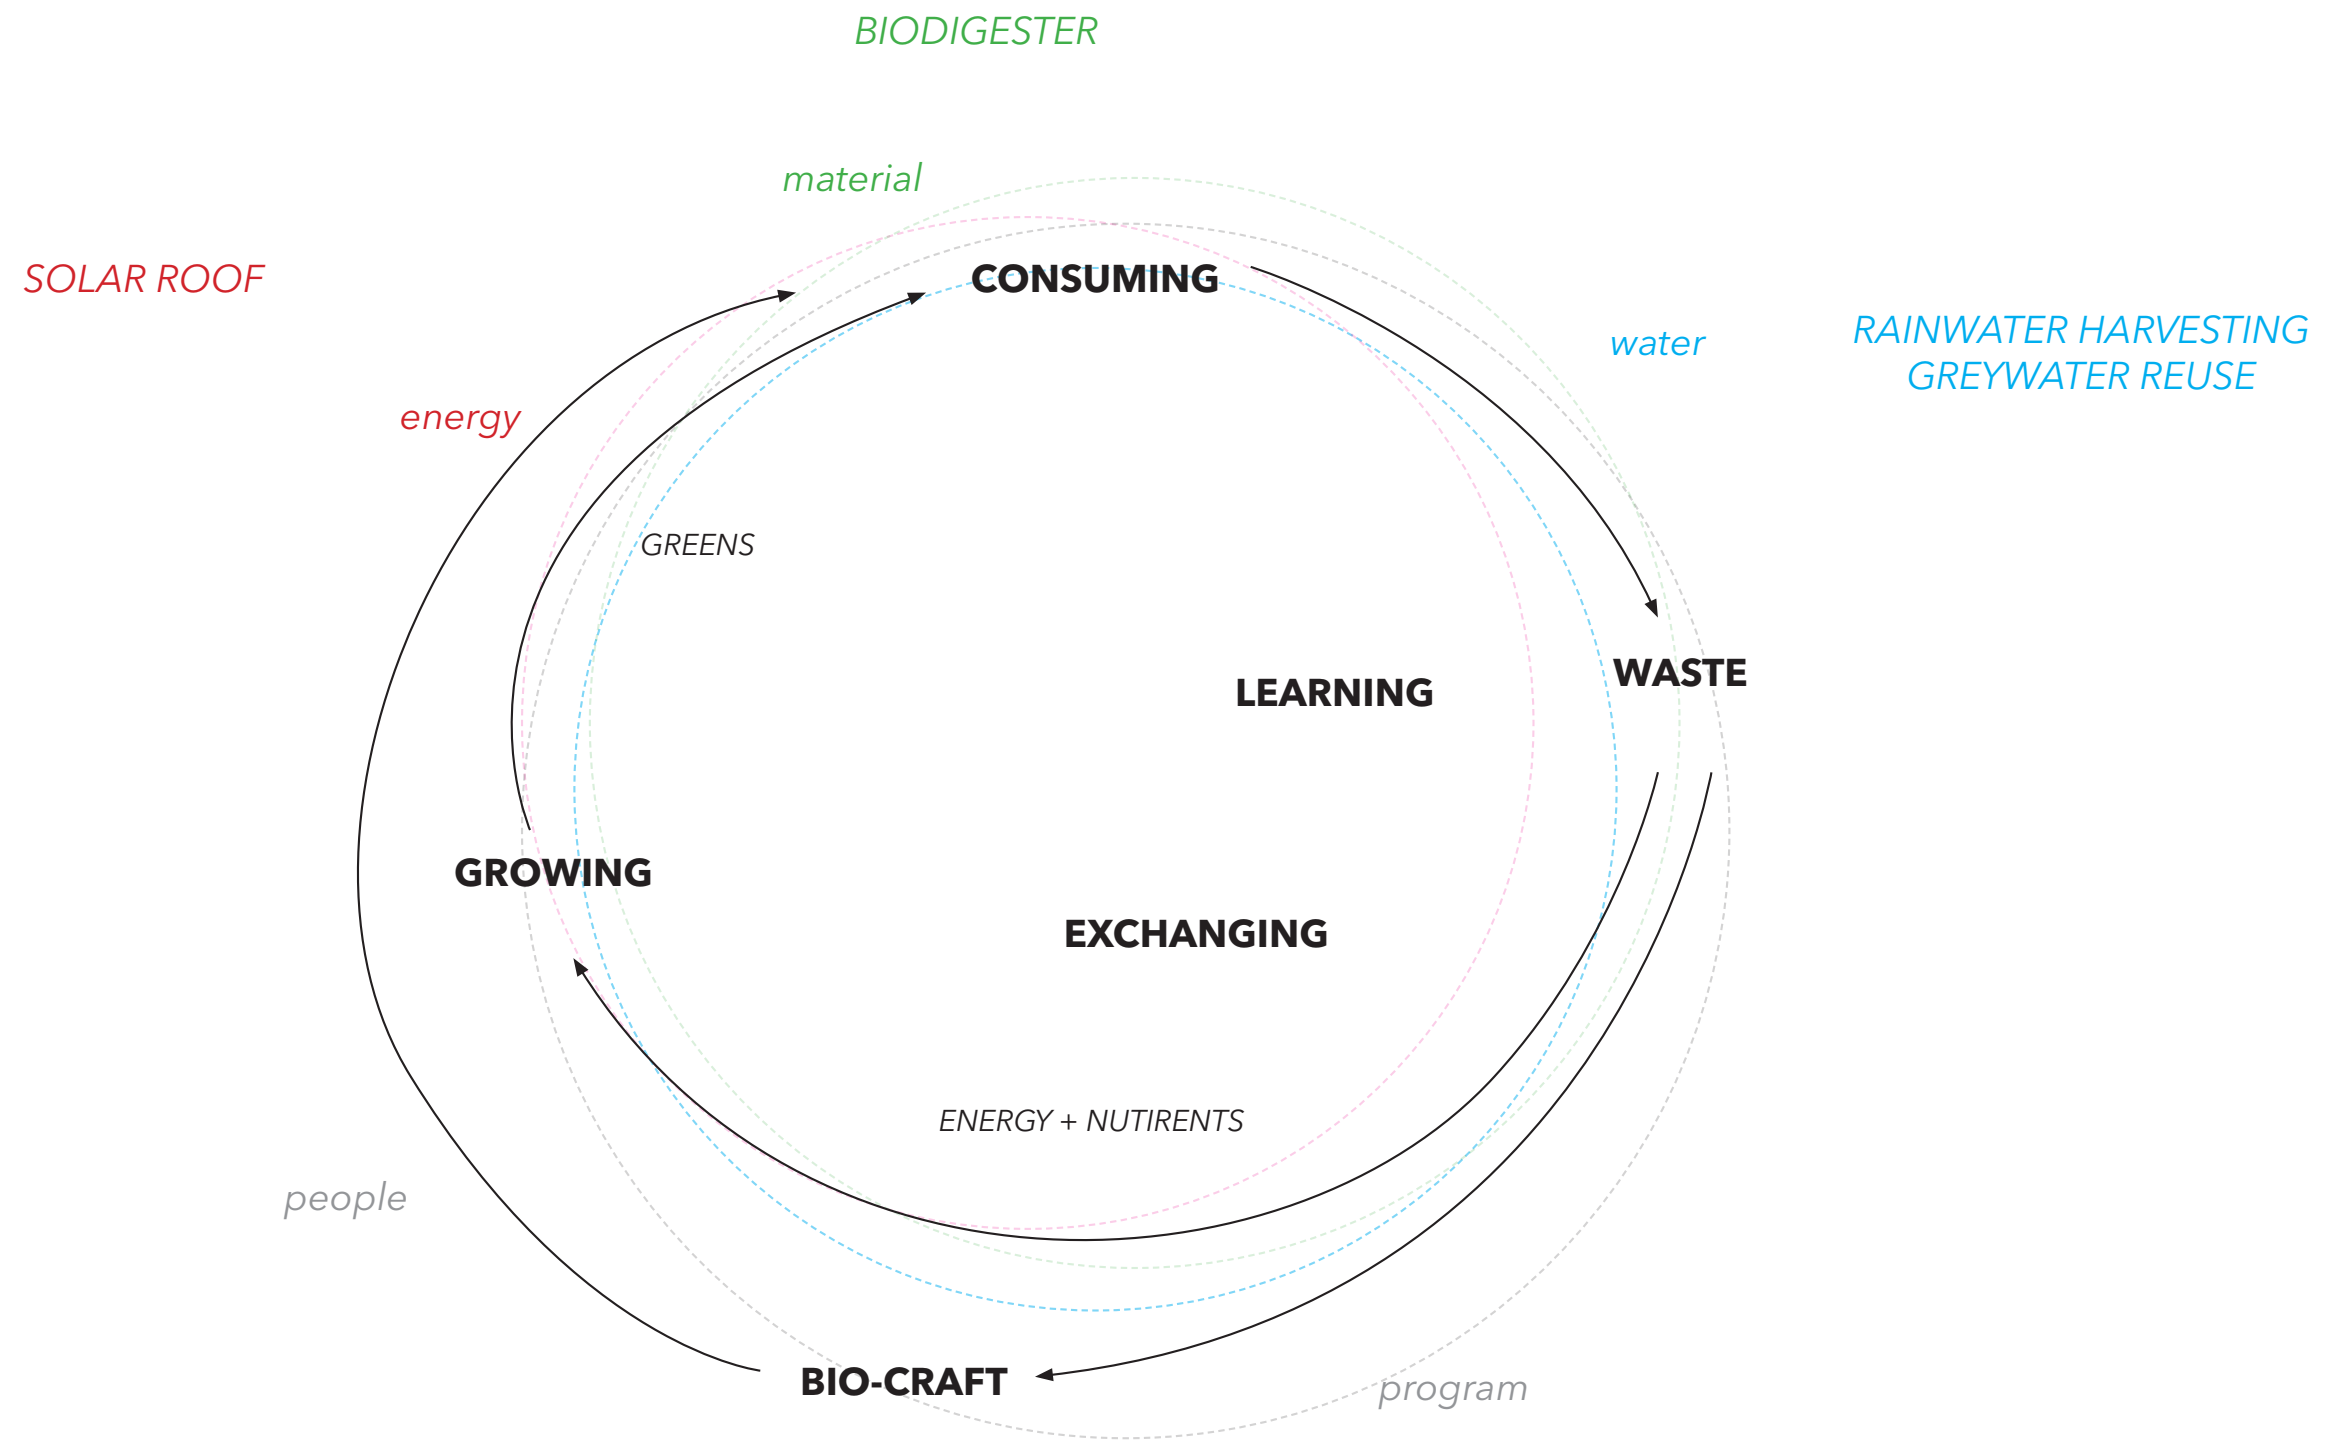 BIODIGESTER
material
SOLAR ROOF
CONSUMING
RAINWATER HARVESTING
water
GREYWATER REUSE
energy
GREENS
WASTE
LEARNING
GROWING
EXCHANGING
ENERGY + NUTIRENTS
people
BIO-CRAFT
program